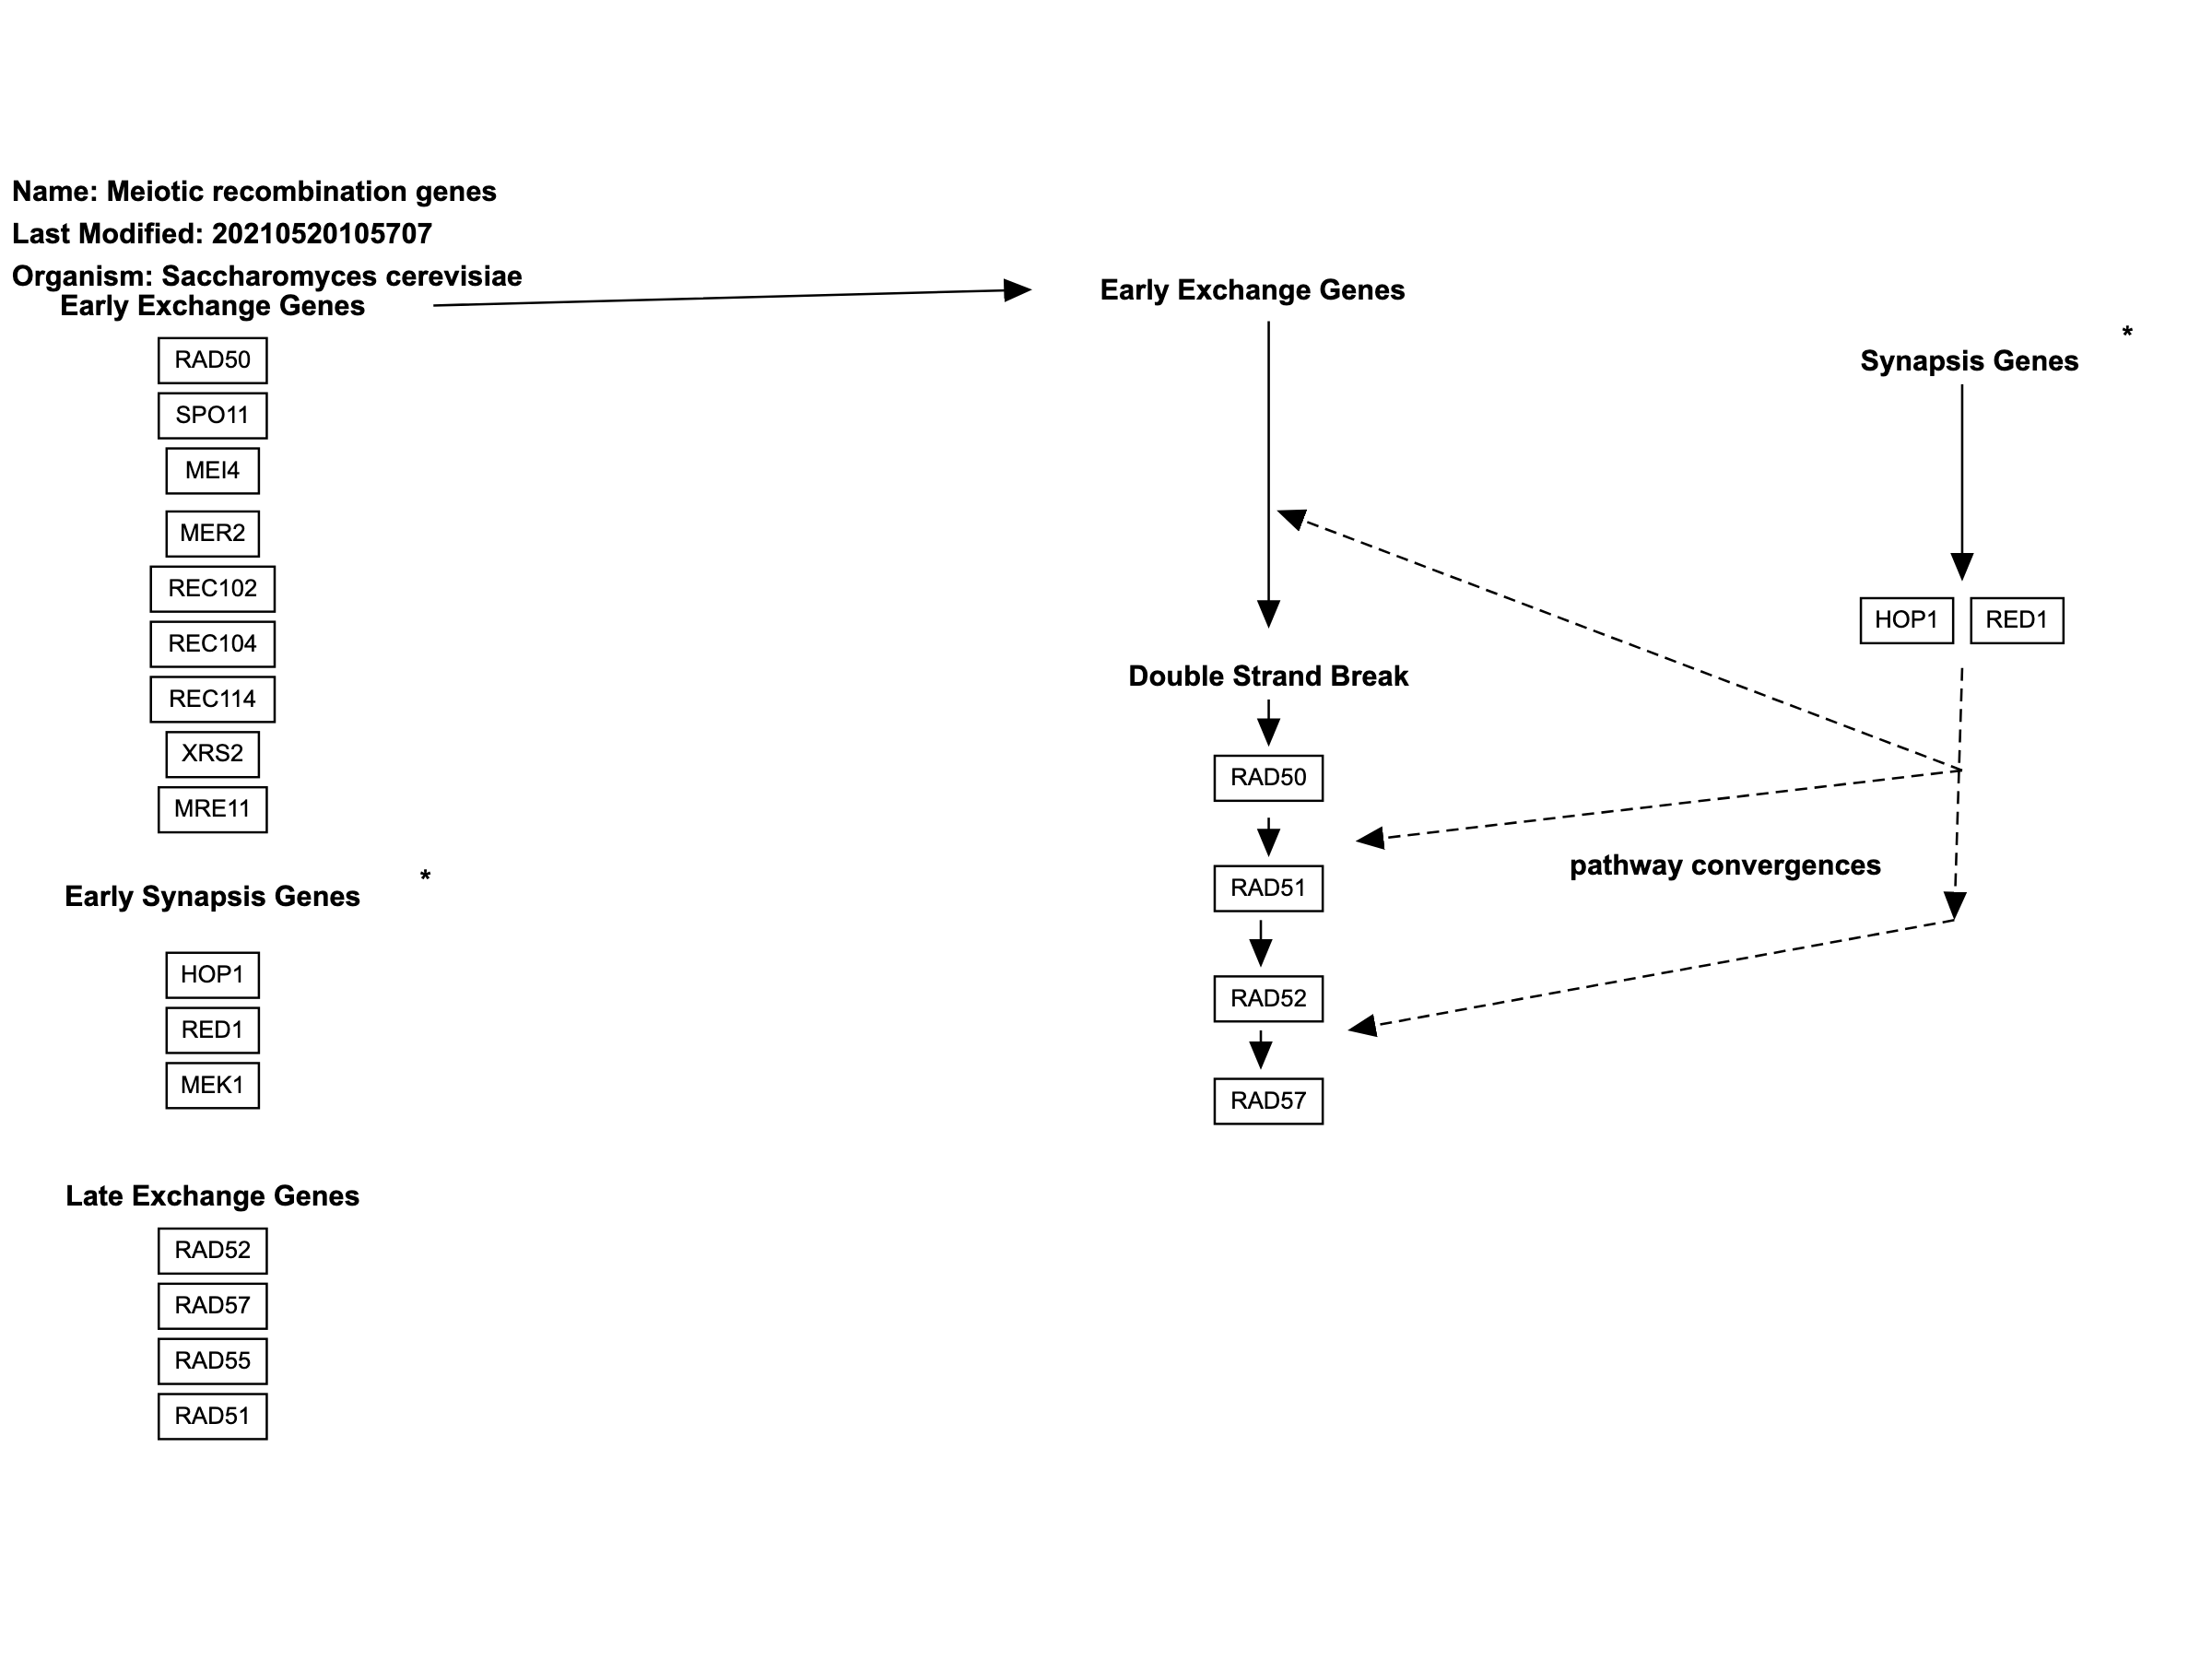 Name: Meiotic recombination genes
Last Modified: 20210520105707
Organism: Saccharomyces cerevisiae
Early Exchange Genes
RAD50
SPO11
MEI4
MER2
REC102
REC104
REC114
XRS2
MRE11
Early Synapsis Genes *
HOP1
RED1
MEK1
Late Exchange Genes
RAD52
RAD57
RAD55
RAD51
Early Exchange Genes
Double Strand Break
RAD50
RAD51
RAD52
RAD57
Synapsis Genes *
HOP1 RED1
pathway convergences